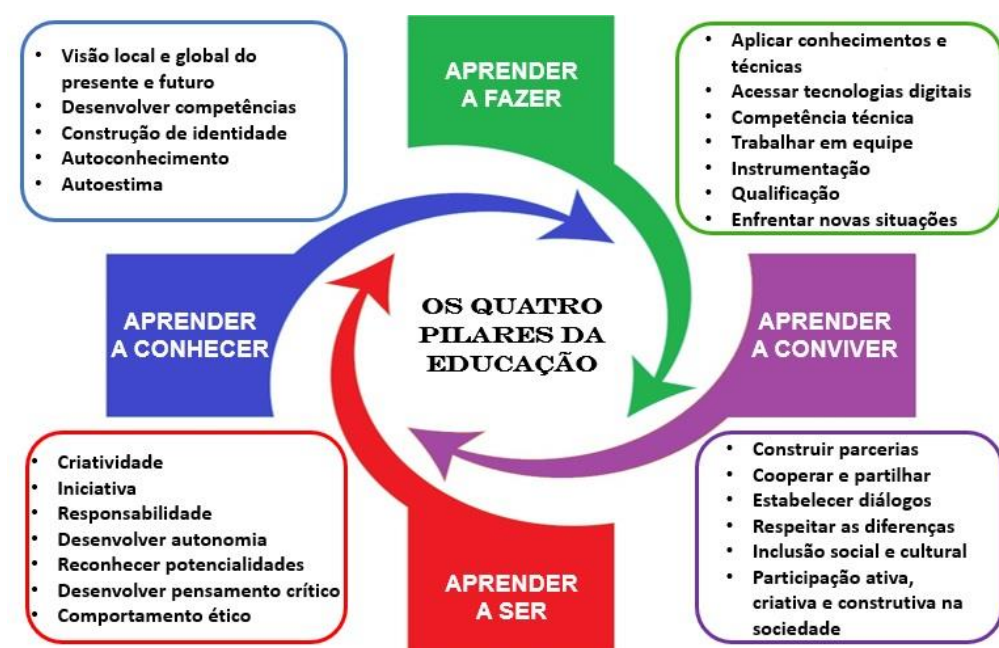 • Visão local e global do
presente e futuro
• Desenvolver competências
• Construção de identidade
• Autoconhecimento
• Autoestima
APRENDER
A FAZER
• Aplicar conhecimentos e
técnicas
• Acessar tecnologias digitais
• Competência técnica
• Trabalhar em equipe
• Instrumentação
• Qualificação
• Enfrentar novas situações
APRENDER
A CONHECER
OS QUATRO
PILARES DA
EDUCAÇÃO
APRENDER
A CONVIVER
• Criatividade
• Iniciativa
• Responsabilidade
• Desenvolver autonomia
• Reconhecer potencialidades
• Desenvolver pensamento crítico
• Comportamento ético
APRENDER
A SER
• Construir parcerias
• Cooperar e partilhar
• Estabelecer diálogos
• Respeitar as diferenças
• Inclusão social e cultural
• Participação ativa,
criativa e construtiva na
sociedade